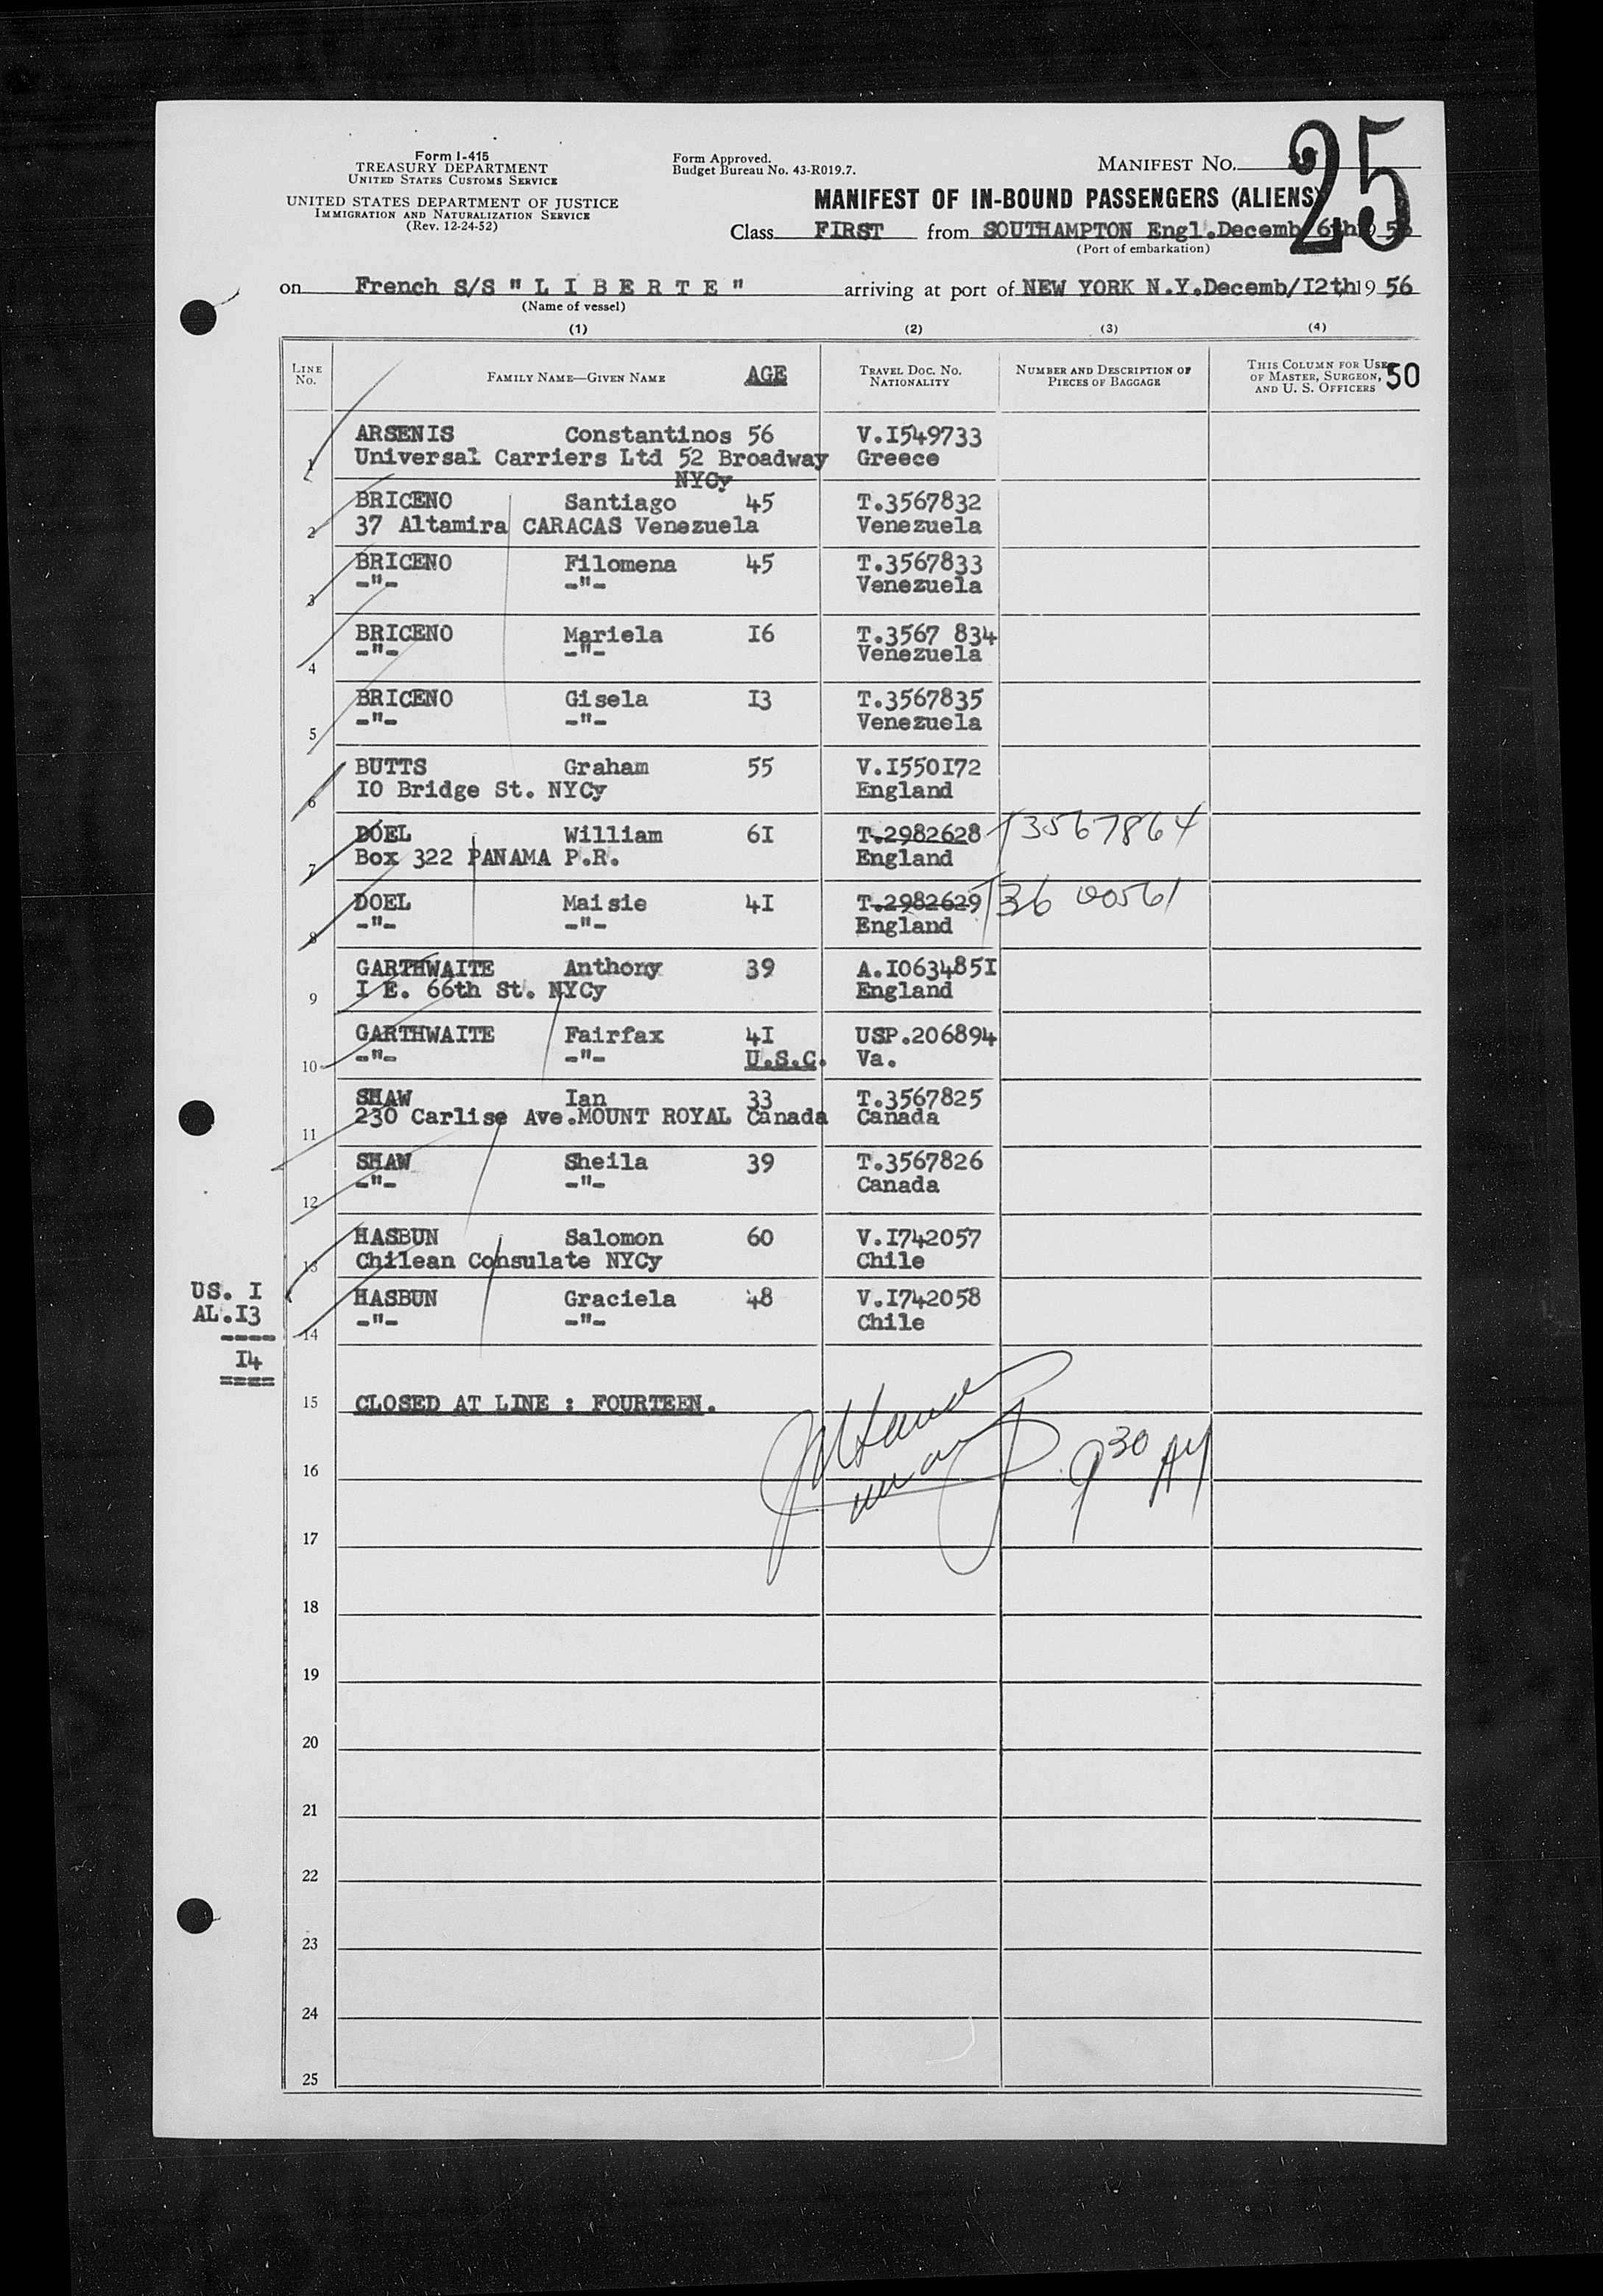 Form I-415
TREASURY DEPARTMENT
UNITED STATES CUSTOMS SERVICE
UNITED STATES DEPARTMENT OF JUSTICE
IMMIGRATION AND NATURALIZATION SERVICE
(Rev. 12-24-52)
Form Approved.
Budget Bureau No. 43-R019.7.
MANIFEST NO. 25
MANIFEST OF IN-BOUND PASSENGERS (ALIENS)
Class FIRST from SOUTHAMPTON Engl.Decemb 6th 56
(Port of embarkation)
on French S/S " L I B E R T E " arriving at port of NEW YORK N.Y.Decemb/I2th 19 56
(Name of vessel)
(1) (2) (3) (4)
LINE No. FAMILY NAME—GIVEN NAME AGE TRAVEL DOC. NO. NATIONALITY NUMBER AND DESCRIPTION OF PIECES OF BAGGAGE THIS COLUMN FOR USE OF MASTER, SURGEON, AND U. S. OFFICERS 50
ARSENIS Constantinos 56 V.I549733
1 Universal Carriers Ltd 52 Broadway Greece
NYCy
BRICENO Santiago 45 T.3567832
2 37 Altamira CARACAS Venezuela Venezuela
BRICENO Filomena 45 T.3567833
3 -"- -"- Venezuela
BRICENO Mariela I6 T.3567 834
4 -"- -"- Venezuela
BRICENO Gisela I3 T.3567835
5 -"- -"- Venezuela
BUTTS Graham 55 V.I550I72
6 IO Bridge St. NYCy England
DOEL William 6I T.2982628 T3567864
7 Box 322 PANAMA P.R. England
DOEL Maisie 4I T.2982629 T36 00561
8 -"- -"- England
GARTHWAITE Anthony 39 A.I063485I
9 I E. 66th St. NYCy England
GARTHWAITE Fairfax 4I USP.206894
10 -"- -"- U.S.C. Va.
SHAW Ian 33 T.3567825
11 230 Carlise Ave.MOUNT ROYAL Canada Canada
SHAW Sheila 39 T.3567826
12 -"- -"- Canada
HASBUN Salomon 60 V.I742057
13 Chilean Consulate NYCy Chile
HASBUN Graciela 48 V.I742058
14 -"- -"- Chile
US. I
AL.I3
----
I4
====
15 CLOSED AT LINE : FOURTEEN.
9 30 AM
16
17
18
19
20
21
22
23
24
25